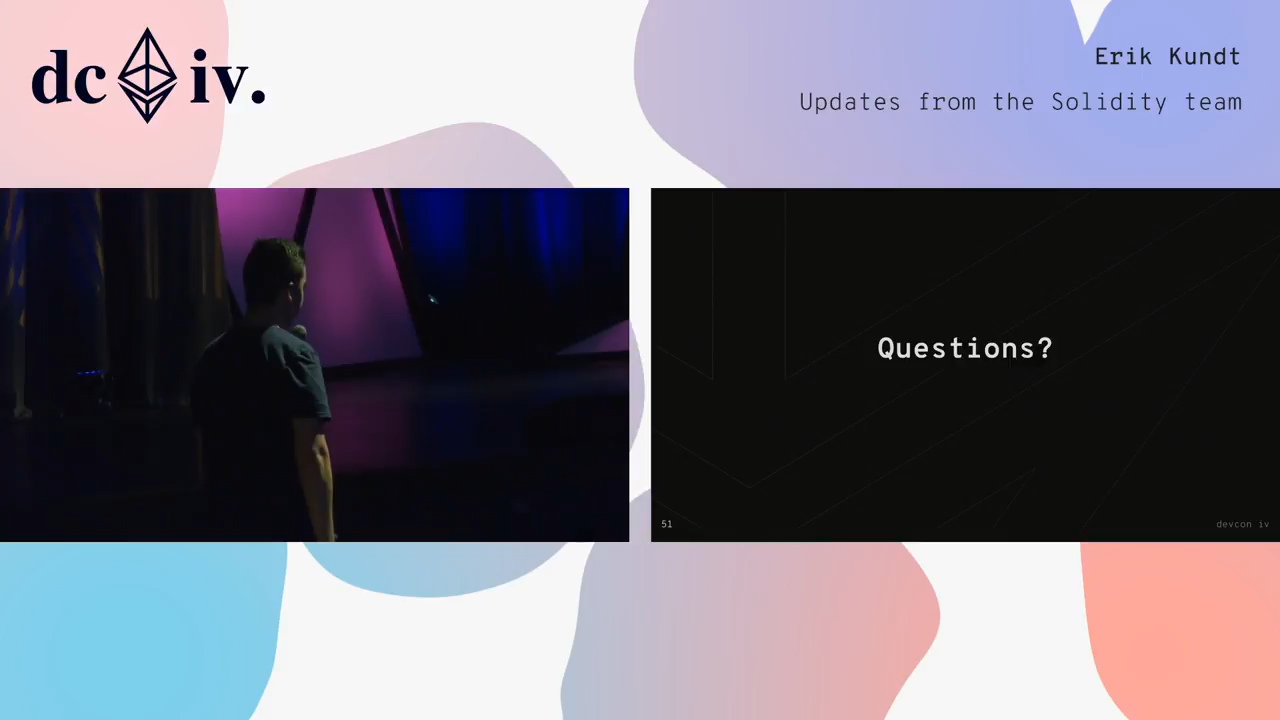 dc iv.
Erik Kundt
Updates from the Solidity team
Questions?
51
devcon iv